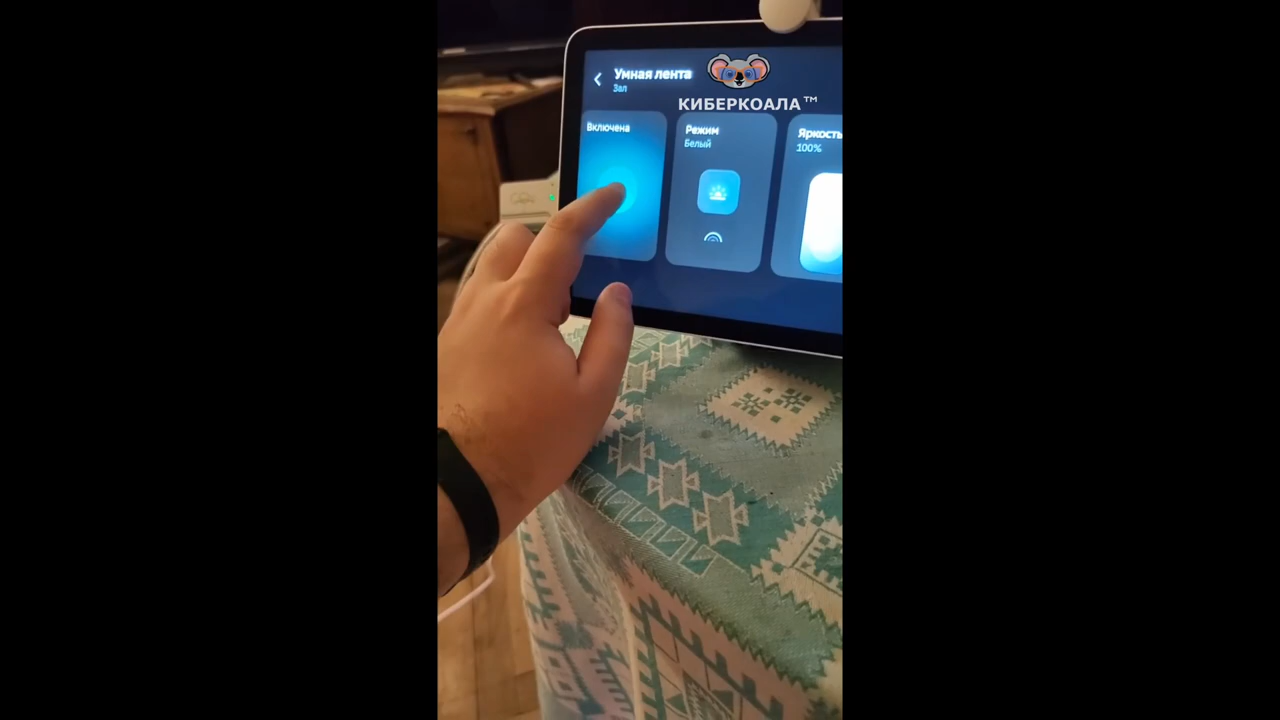 Умная лента
Зал
КИБЕРКОАЛА™
Включена
Режим
Белый
Яркость
100%